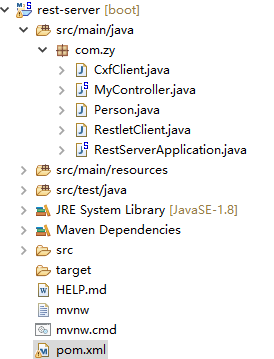 rest-server [boot]
src/main/java
com.zy
CxfClient.java
MyController.java
Person.java
RestletClient.java
RestServerApplication.java
src/main/resources
src/test/java
JRE System Library [JavaSE-1.8]
Maven Dependencies
src
target
HELP.md
mvnw
mvnw.cmd
pom.xml